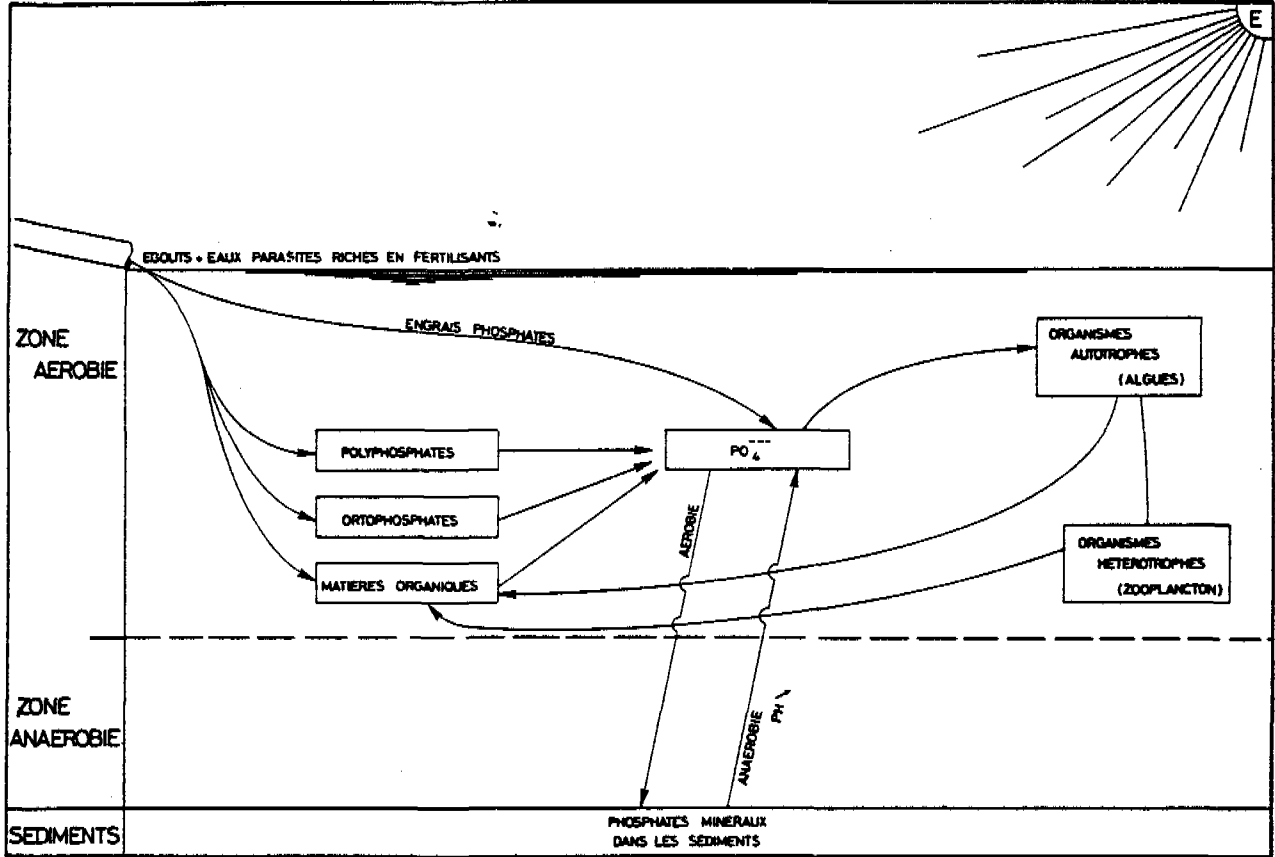 E
EGOUTS + EAUX PARASITES RICHES EN FERTILISANTS
ENGRAIS PHOSPHATES
ZONE
AEROBIE
ORGANISMES
AUTOTROPHES
(ALGUES)
POLYPHOSPHATES
PO4---
ORTOPHOSPHATES
AEROBIE
ORGANISMES
HETEROTROPHES
(ZOOPLANCTON)
MATIERES ORGANIQUES
ZONE
ANAEROBIE
ANAEROBIE
PH ↘
SEDIMENTS
PHOSPHATES MINERAUX
DANS LES SEDIMENTS